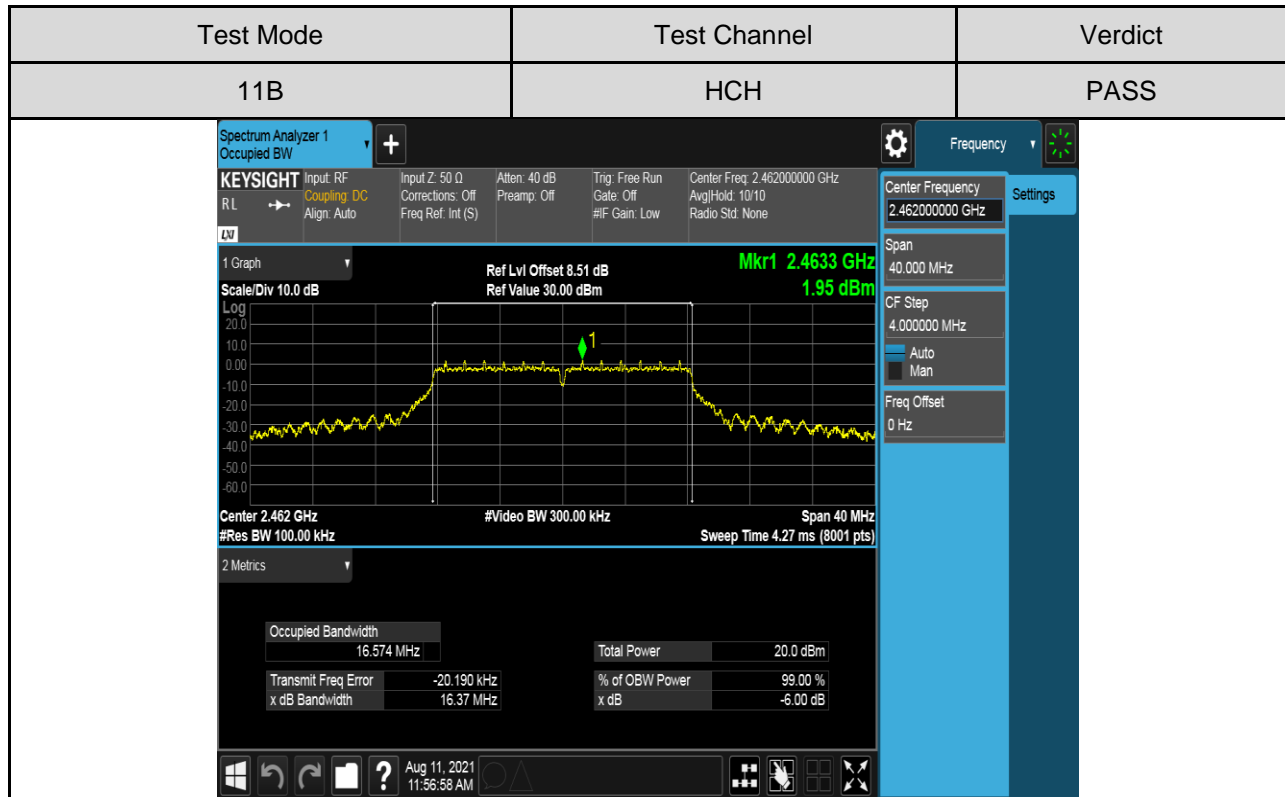 Test Mode Test Channel Verdict
11B HCH PASS
Spectrum Analyzer 1
Occupied BW
+
Frequency
KEYSIGHT Input: RF Input Z: 50 Ω Atten: 40 dB Trig: Free Run Center Freq: 2.462000000 GHz
RL Coupling: DC Corrections: Off Preamp: Off Gate: Off Avg|Hold: 10/10
Align: Auto Freq Ref: Int (S) #IF Gain: Low Radio Std: None
LXI
Center Frequency
2.462000000 GHz
Settings
Span
40.000 MHz
CF Step
4.000000 MHz
Auto
Man
Freq Offset
0 Hz
1 Graph Ref Lvl Offset 8.51 dB Mkr1 2.4633 GHz
Scale/Div 10.0 dB Ref Value 30.00 dBm 1.95 dBm
Log
20.0
10.0
1
0.00
-10.0
-20.0
-30.0
-40.0
-50.0
-60.0
Center 2.462 GHz #Video BW 300.00 kHz Span 40 MHz
#Res BW 100.00 kHz Sweep Time 4.27 ms (8001 pts)
2 Metrics
Occupied Bandwidth
16.574 MHz Total Power 20.0 dBm
Transmit Freq Error -20.190 kHz % of OBW Power 99.00 %
x dB Bandwidth 16.37 MHz x dB -6.00 dB
? Aug 11, 2021
11:56:58 AM